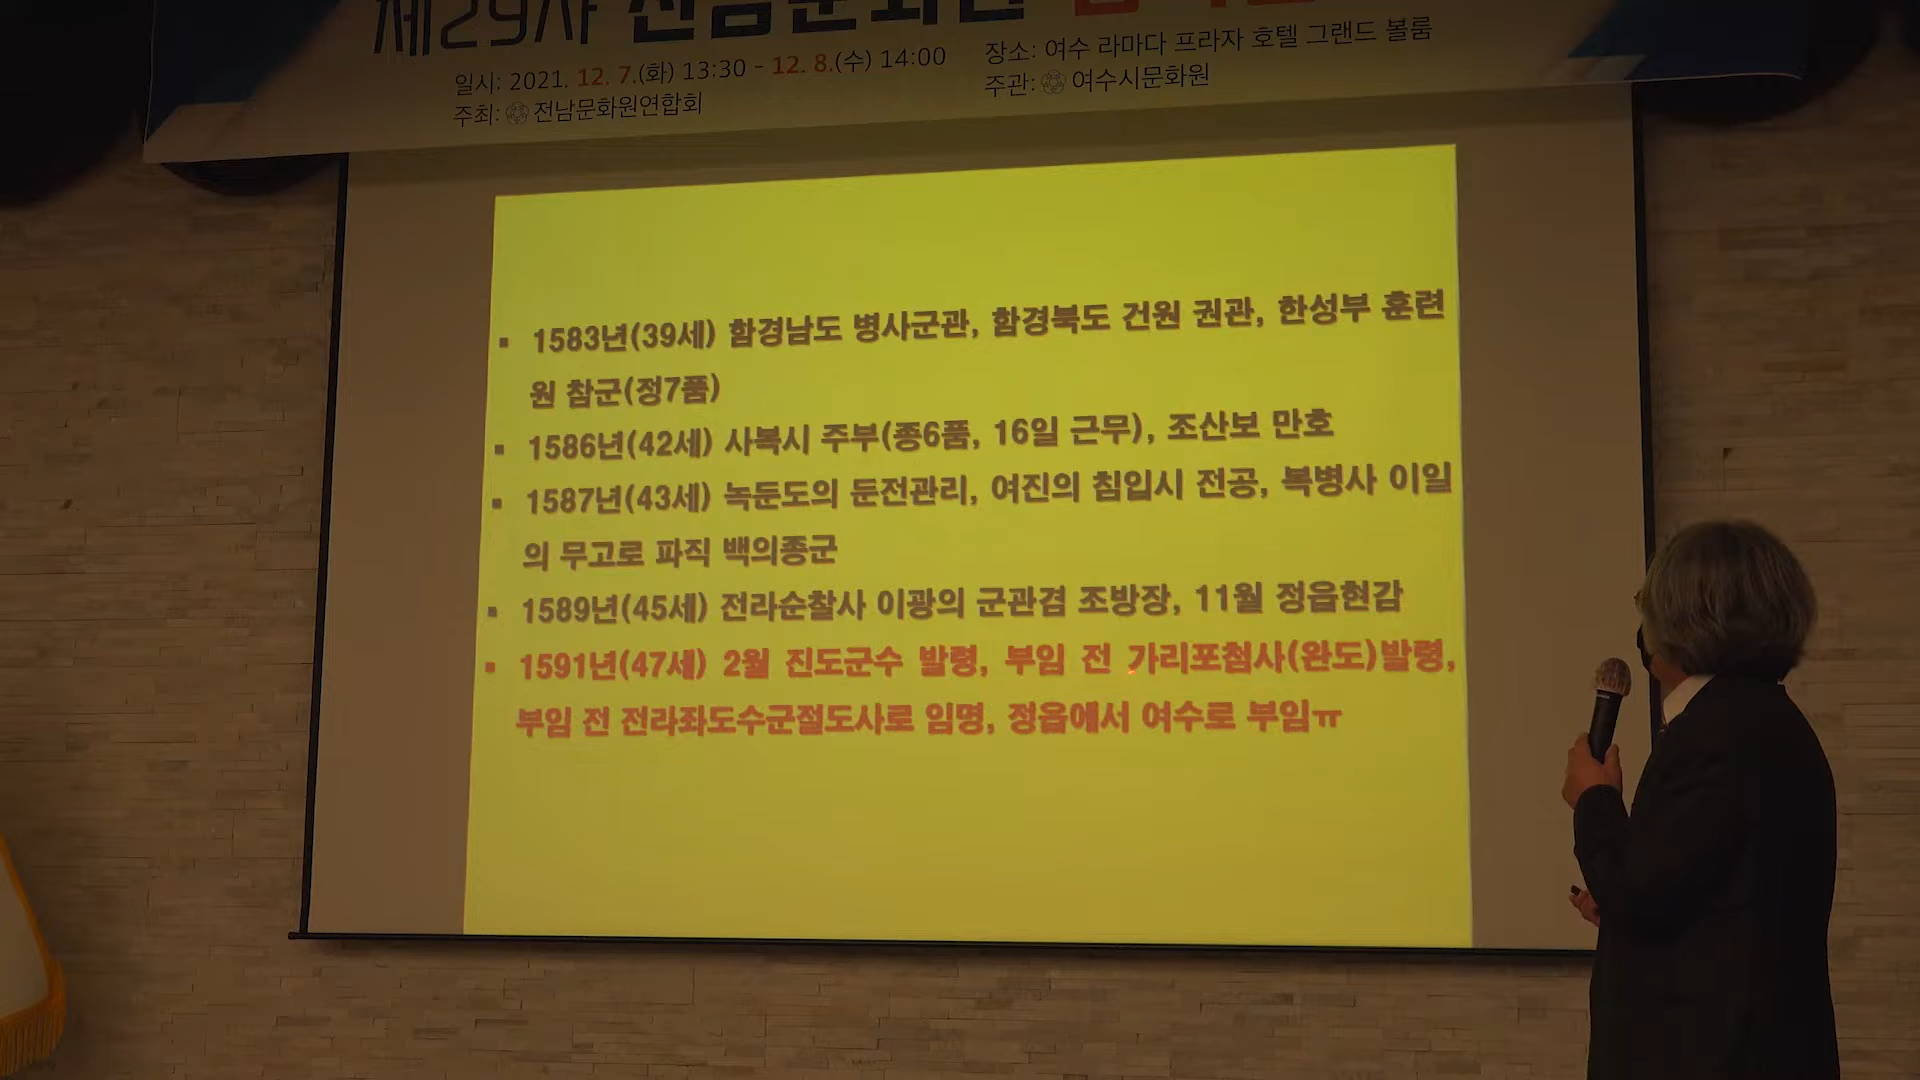 제29차 전남문화원
일시: 2021. 12. 7.(화) 13:30 - 12. 8.(수) 14:00
장소: 여수 라마다 프라자 호텔 그랜드 볼룸
주최: 전남문화원연합회
주관: 여수시문화원
▪ 1583년(39세) 함경남도 병사군관, 함경북도 건원 권관, 한성부 훈련
원 참군(정7품)
▪ 1586년(42세) 사복시 주부(종6품, 16일 근무), 조산보 만호
▪ 1587년(43세) 녹둔도의 둔전관리, 여진의 침입시 전공, 북병사 이일
의 무고로 파직 백의종군
▪ 1589년(45세) 전라순찰사 이광의 군관겸 조방장, 11월 정읍현감
▪ 1591년(47세) 2월 진도군수 발령, 부임 전 가리포첨사(완도)발령,
부임 전 전라좌도수군절도사로 임명, 정읍에서 여수로 부임ㅠ